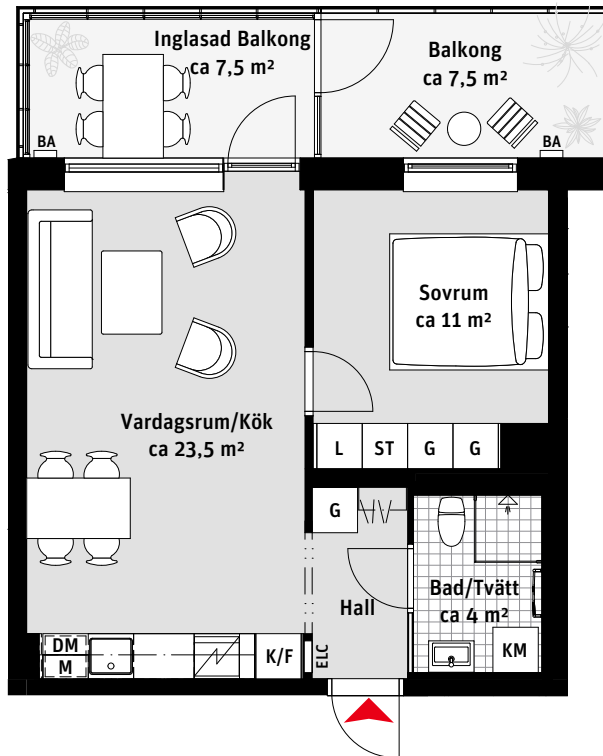 Inglasad Balkong
ca 7,5 m²
Balkong
ca 7,5 m²
BA
BA
Sovrum
ca 11 m²
Vardagsrum/Kök
ca 23,5 m²
L
ST
G
G
G
Hall
Bad/Tvätt
ca 4 m²
DM
M
K/F
ELC
KM